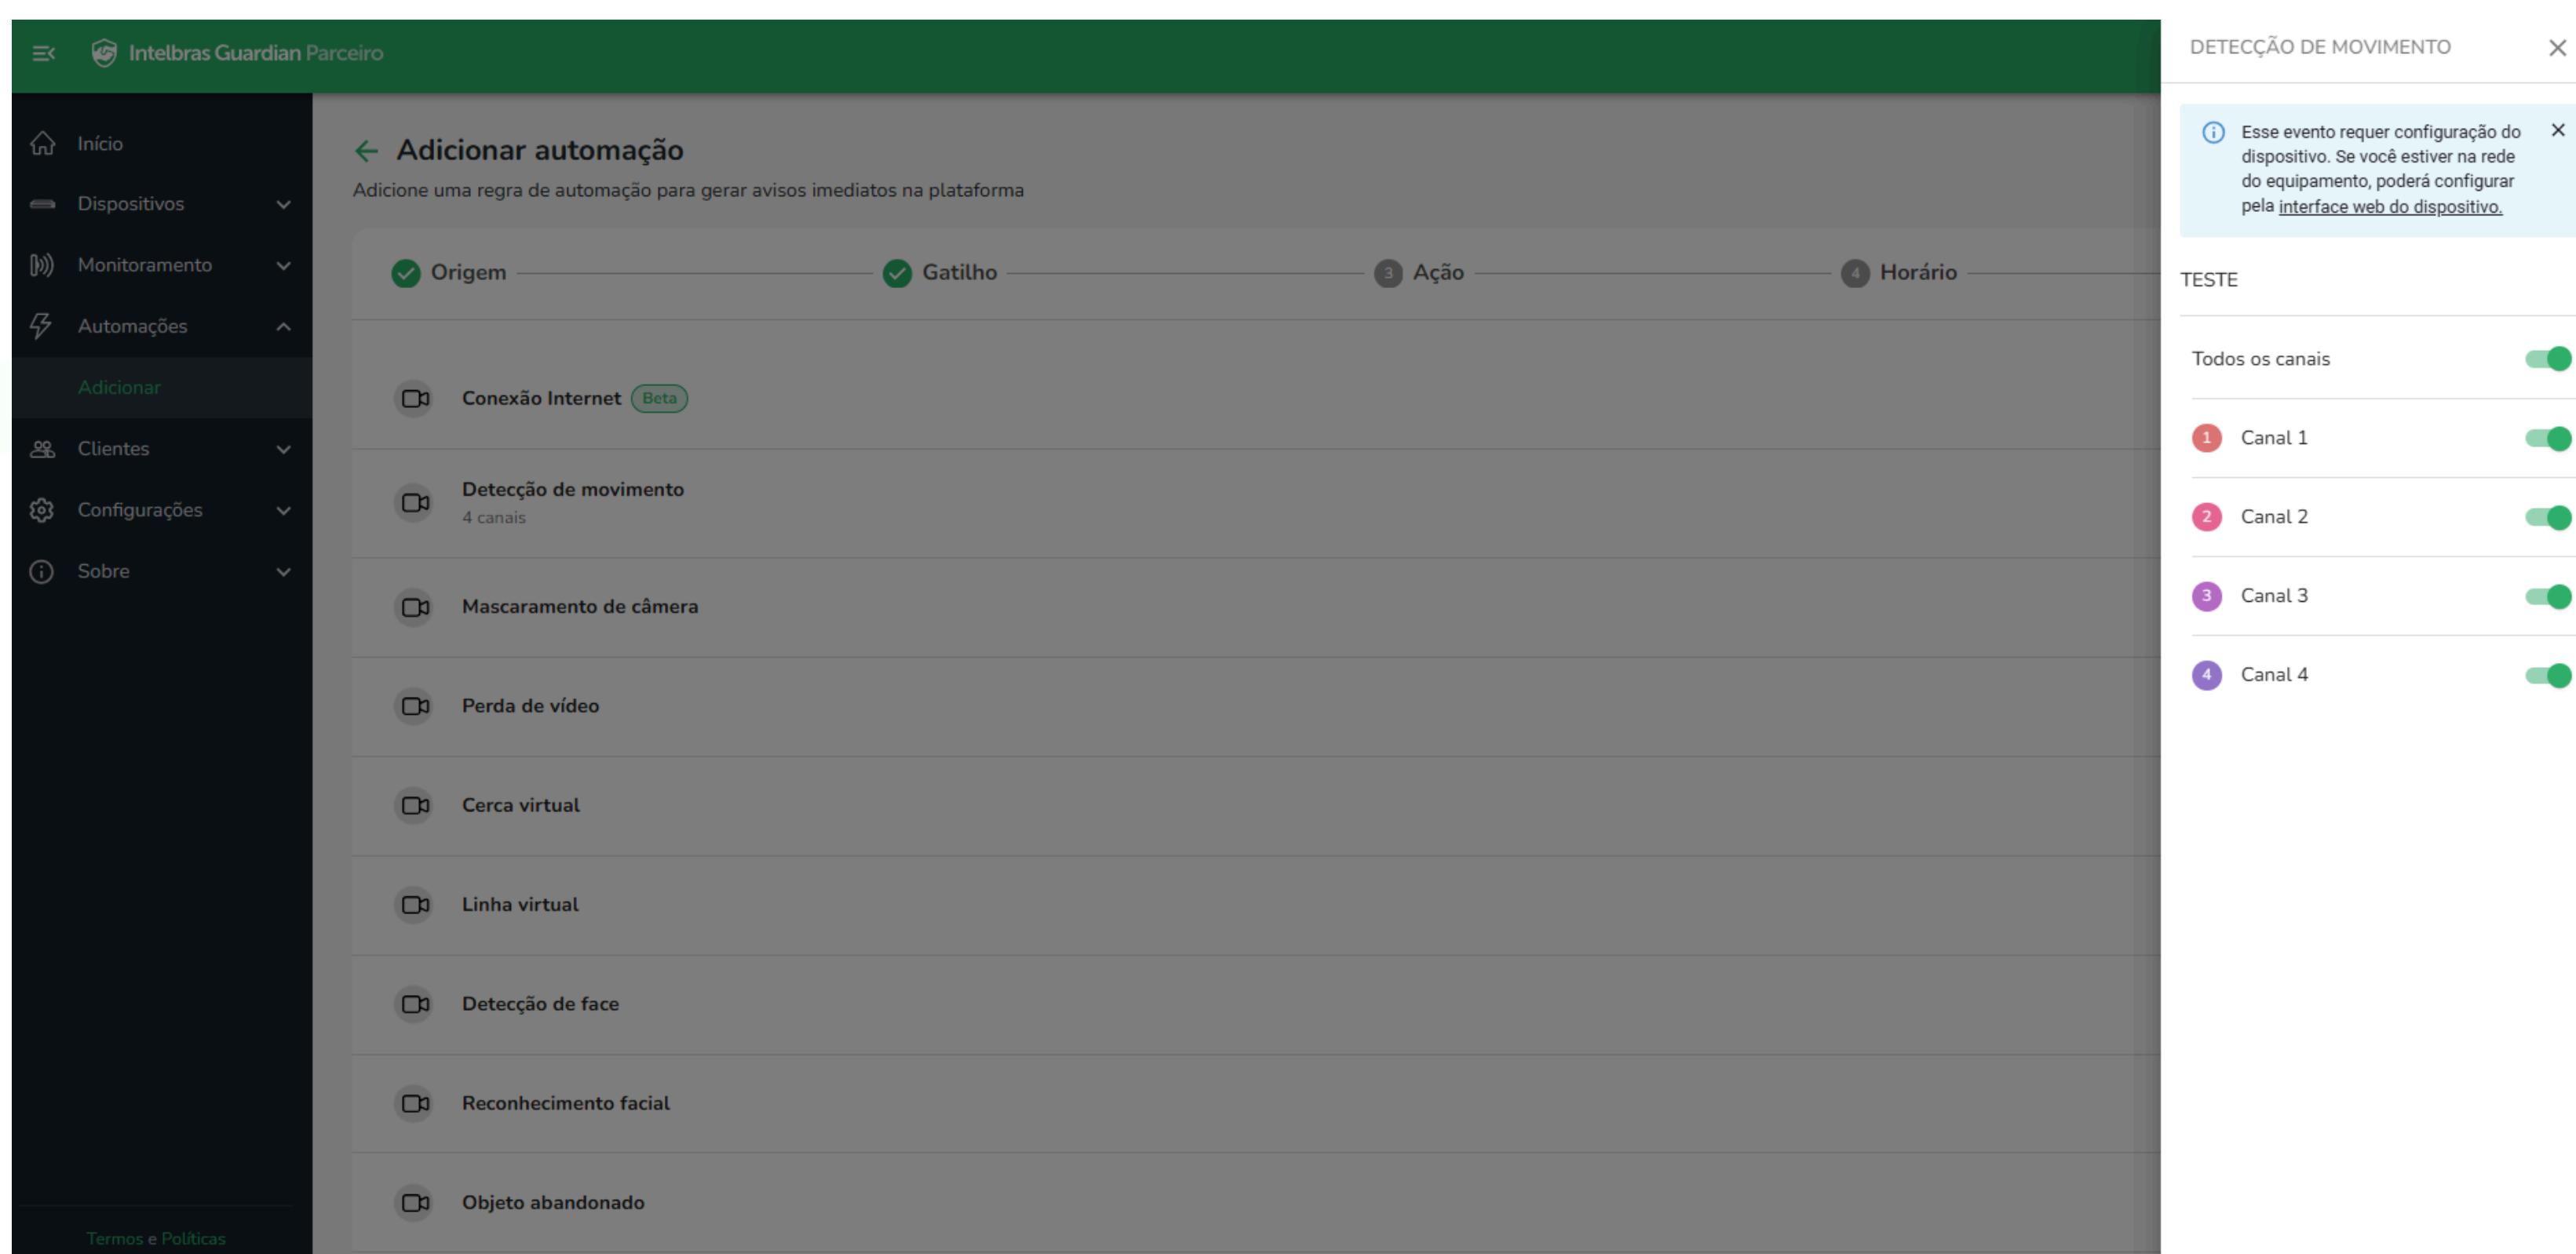 Intelbras Guardian Parceiro
Início
Dispositivos
Monitoramento
Automações
Adicionar
Clientes
Configurações
Sobre
Termos e Políticas
Adicionar automação
Adicione uma regra de automação para gerar avisos imediatos na plataforma
Origem
Gatilho
3 Ação
4 Horário
Conexão Internet Beta
Detecção de movimento
4 canais
Mascaramento de câmera
Perda de vídeo
Cerca virtual
Linha virtual
Detecção de face
Reconhecimento facial
Objeto abandonado
DETECÇÃO DE MOVIMENTO
Esse evento requer configuração do
dispositivo. Se você estiver na rede
do equipamento, poderá configurar
pela interface web do dispositivo.
TESTE
Todos os canais
1 Canal 1
2 Canal 2
3 Canal 3
4 Canal 4